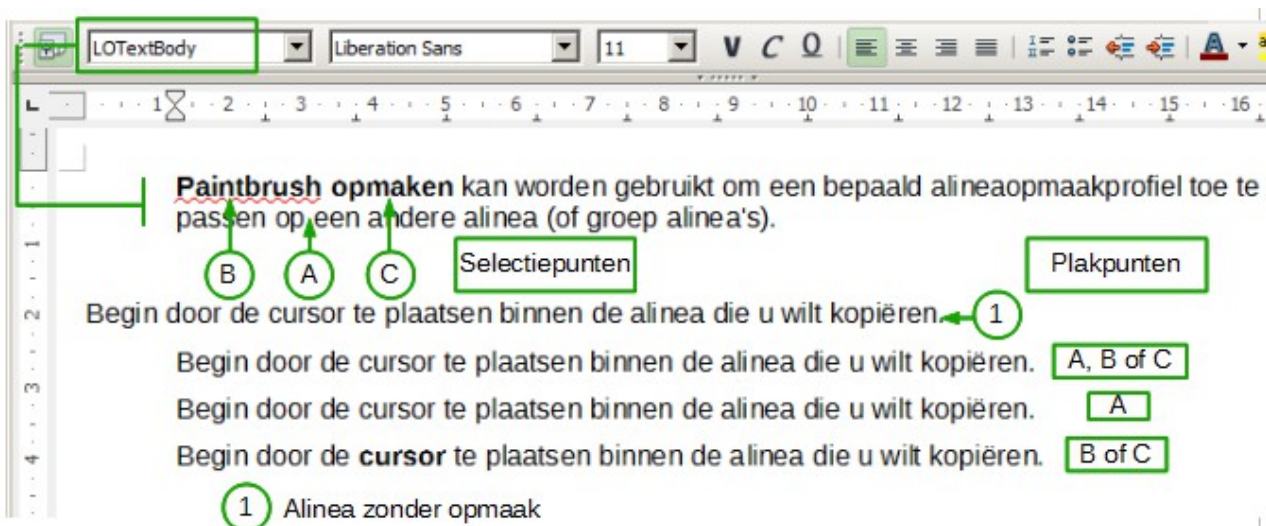 LOTextBody Liberation Sans 11 V C O A
1 2 3 4 5 6 7 8 9 10 11 12 13 14 15 16
Paintbrush opmaken kan worden gebruikt om een bepaald alineaopmaakprofiel toe te
passen op een andere alinea (of groep alinea's).
B A C Selectiepunten Plakpunten
Begin door de cursor te plaatsen binnen de alinea die u wilt kopiëren. 1
Begin door de cursor te plaatsen binnen de alinea die u wilt kopiëren. A, B of C
Begin door de cursor te plaatsen binnen de alinea die u wilt kopiëren. A
Begin door de cursor te plaatsen binnen de alinea die u wilt kopiëren. B of C
1 Alinea zonder opmaak
1
2
3
4